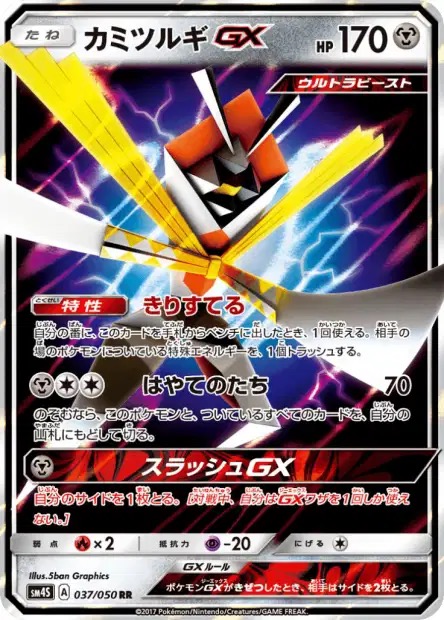 たね カミツルギGX HP 170
ウルトラビースト
とくせい
特性 きりすてる
自分の番に、このカードを手札からベンチに出したとき、1回使える。相手の
場のポケモンについている特殊エネルギーを、1個トラッシュする。
はやてのたち 70
のぞむなら、このポケモンと、ついているすべてのカードを、自分の
山札にもどして切る。
スラッシュGX
自分のサイドを1枚とる。[対戦中、自分はGXワザを1回しか使え
ない。]
弱点 ×2 抵抗力 -20 にげる
GXルール
Illus.5ban Graphics
ポケモンGXがきぜつしたとき、相手はサイドを2枚とる。
SM4S A 037/050 RR
©2017 Pokémon/Nintendo/Creatures/GAME FREAK.